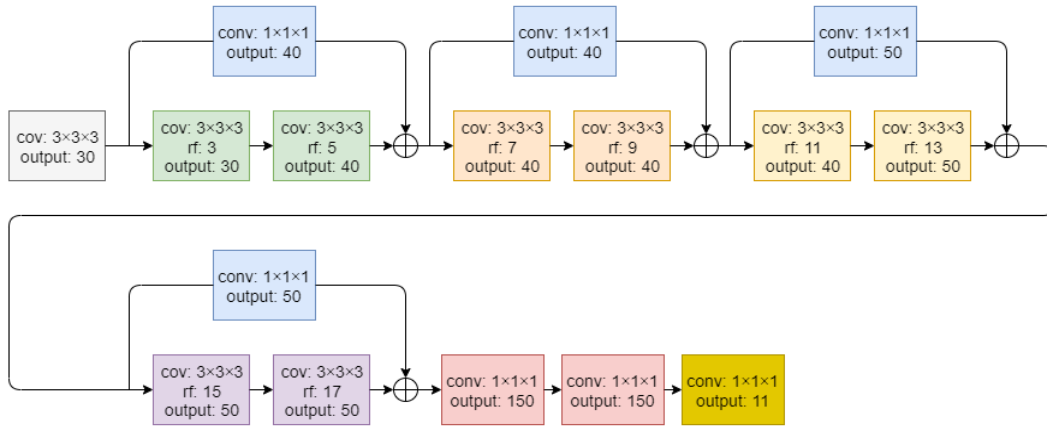 conv: 1×1×1
output: 40
conv: 1×1×1
output: 40
conv: 1×1×1
output: 50
cov: 3×3×3
output: 30
cov: 3×3×3
rf: 3
output: 30
cov: 3×3×3
rf: 5
output: 40
cov: 3×3×3
rf: 7
output: 40
cov: 3×3×3
rf: 9
output: 40
cov: 3×3×3
rf: 11
output: 40
cov: 3×3×3
rf: 13
output: 50
conv: 1×1×1
output: 50
cov: 3×3×3
rf: 15
output: 50
cov: 3×3×3
rf: 17
output: 50
conv: 1×1×1
output: 150
conv: 1×1×1
output: 150
conv: 1×1×1
output: 11